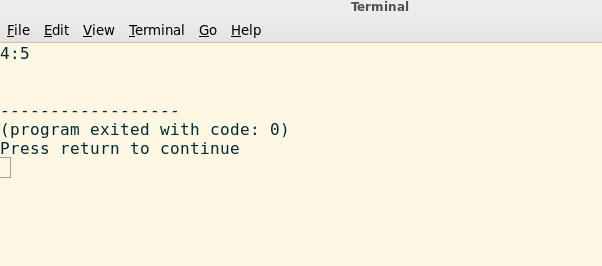 Terminal
File Edit View Terminal Go Help
4:5
------------------
(program exited with code: 0)
Press return to continue